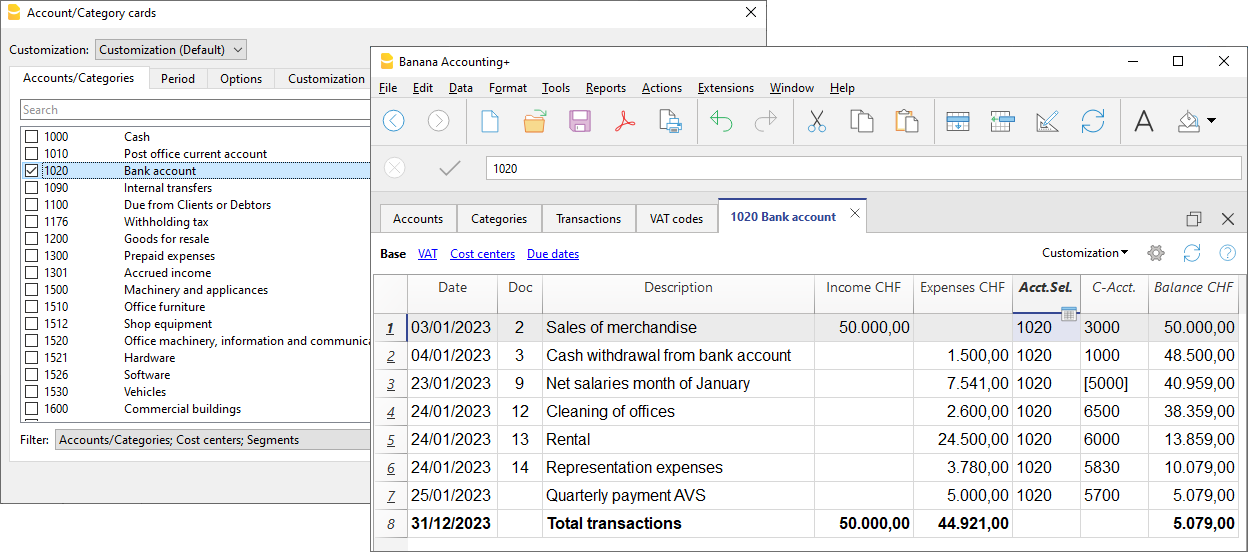 Account/Category cards
Customization: Customization (Default)
Accounts/Categories Period Options Customization
Search
1000 Cash
1010 Post office current account
1020 Bank account
1090 Internal transfers
1100 Due from Clients or Debtors
1176 Withholding tax
1200 Goods for resale
1300 Prepaid expenses
1301 Accrued income
1500 Machinery and applicances
1510 Office furniture
1512 Shop equipment
1520 Office machinery, information and communica
1521 Hardware
1526 Software
1530 Vehicles
1600 Commercial buildings
Filter: Accounts/Categories; Cost centers; Segments
Banana Accounting+
File Edit Data Format Tools Reports Actions Extensions Window Help
1020
Accounts Categories Transactions VAT codes 1020 Bank account
Base VAT Cost centers Due dates Customization
Date Doc Description Income CHF Expenses CHF Acct.Sel. C-Acct. Balance CHF
1 03/01/2023 2 Sales of merchandise 50.000,00 1020 3000 50.000,00
2 04/01/2023 3 Cash withdrawal from bank account 1.500,00 1020 1000 48.500,00
3 23/01/2023 9 Net salaries month of January 7.541,00 1020 [5000] 40.959,00
4 24/01/2023 12 Cleaning of offices 2.600,00 1020 6500 38.359,00
5 24/01/2023 13 Rental 24.500,00 1020 6000 13.859,00
6 24/01/2023 14 Representation expenses 3.780,00 1020 5830 10.079,00
7 25/01/2023 Quarterly payment AVS 5.000,00 1020 5700 5.079,00
8 31/12/2023 Total transactions 50.000,00 44.921,00 5.079,00